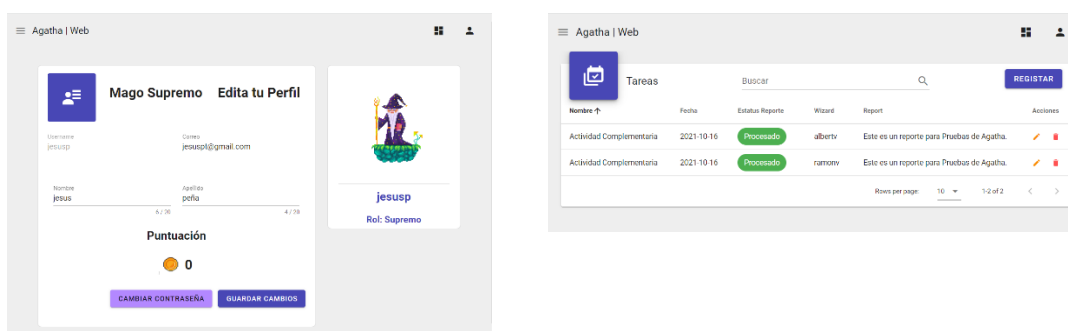 Agatha | Web
Mago Supremo Edita tu Perfil
Username
jesusp
Correo
jesuspl@gmail.com
Nombre
jesus
6 / 20
Apellido
peña
4 / 20
Puntuación
0
CAMBIAR CONTRASEÑA
GUARDAR CAMBIOS
jesusp
Rol: Supremo
Agatha | Web
Tareas
Buscar
REGISTAR
Nombre ↑ Fecha Estatus Reporte Wizard Report Acciones
Actividad Complementaria 2021-10-16 Procesado albertv Este es un reporte para Pruebas de Agatha.
Actividad Complementaria 2021-10-16 Procesado ramonv Este es un reporte para Pruebas de Agatha.
Rows per page: 10 1-2 of 2